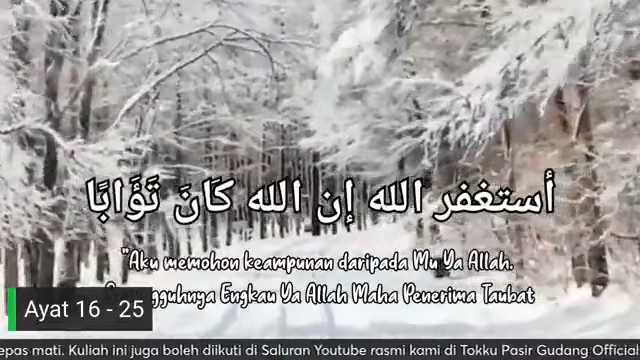 أستغفر الله إن الله كَانَ تَوَّابًا
"Aku memohon keampunan daripada Mu Ya Allah.
Engkau Ya Allah Maha Penerima Taubat
Ayat 16 - 25
mati. Kuliah ini juga boleh diikuti di Saluran Youtube rasmi kami di Tokku Pasir Gudang Official